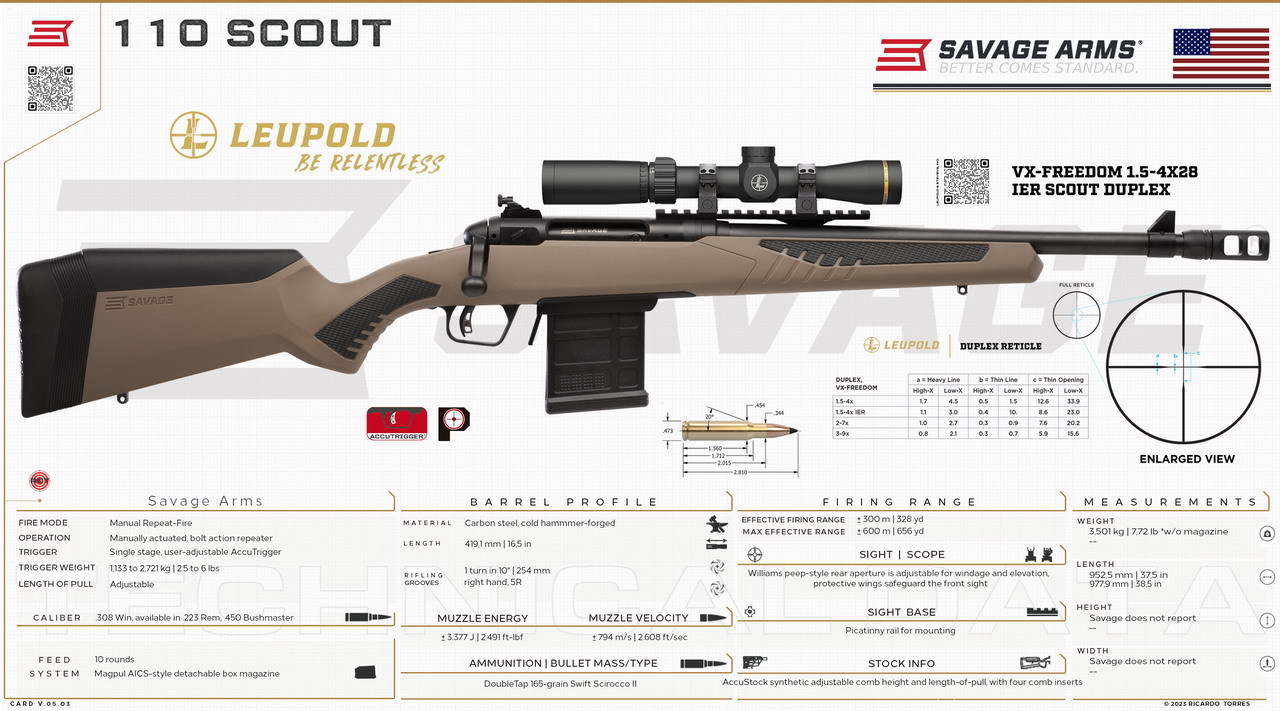 110 SCOUT
SAVAGE ARMS®
BETTER COMES STANDARD.
LEUPOLD
BE RELENTLESS
VX-FREEDOM 1.5-4X28
IER SCOUT DUPLEX
SAVAGE
SAVAGE
SAVAGE
FULL RETICLE
LEUPOLD | DUPLEX RETICLE
DUPLEX, VX-FREEDOM a = Heavy Line b = Thin Line c = Thin Opening
High-X Low-X High-X Low-X High-X Low-X
1.5-4x 1.7 4.5 0.5 1.5 12.6 33.9
1.5-4x IER 1.1 3.0 0.4 10. 8.6 23.0
2-7x 1.0 2.7 0.3 0.9 7.6 20.2
3-9x 0.8 2.1 0.3 0.7 5.9 15.6
a b c
ENLARGED VIEW
ACCUTRIGGER
.454
20°
.344
.473
1.560
1.712
2.015
2.810
TECHNICAL DATA
Savage Arms
FIRE MODE Manual Repeat-Fire
OPERATION Manually actuated, bolt action repeater
TRIGGER Single stage, user-adjustable AccuTrigger
TRIGGER WEIGHT 1.133 to 2.721 kg | 2.5 to 6 lbs
LENGTH OF PULL Adjustable
CALIBER .308 Win, available in .223 Rem, .450 Bushmaster
FEED SYSTEM 10 rounds
Magpul AICS-style detachable box magazine
BARREL PROFILE
MATERIAL Carbon steel, cold hammmer-forged
LENGTH 419,1 mm | 16,5 in
RIFLING GROOVES 1 turn in 10" | 254 mm
right hand, 5R
MUZZLE ENERGY MUZZLE VELOCITY
± 3.377 J | 2.491 ft-lbf ± 794 m/s | 2.608 ft/sec
AMMUNITION | BULLET MASS/TYPE
DoubleTap 165-grain Swift Scirocco II
FIRING RANGE
EFFECTIVE FIRING RANGE ± 300 m | 328 yd
MAX EFFECTIVE RANGE ± 600 m | 656 yd
SIGHT | SCOPE
Williams peep-style rear aperture is adjustable for windage and elevation,
protective wings safeguard the front sight
SIGHT BASE
Picatinny rail for mounting
STOCK INFO
AccuStock synthetic adjustable comb height and length-of-pull, with four comb inserts
MEASUREMENTS
WEIGHT
3,501 kg | 7.72 lb *w/o magazine
--
LENGTH
952,5 mm | 37,5 in
977,9 mm | 38,5 in
HEIGHT
Savage does not report
--
WIDTH
Savage does not report
--
CARD V.05.03
© 2023 RICARDO TORRES